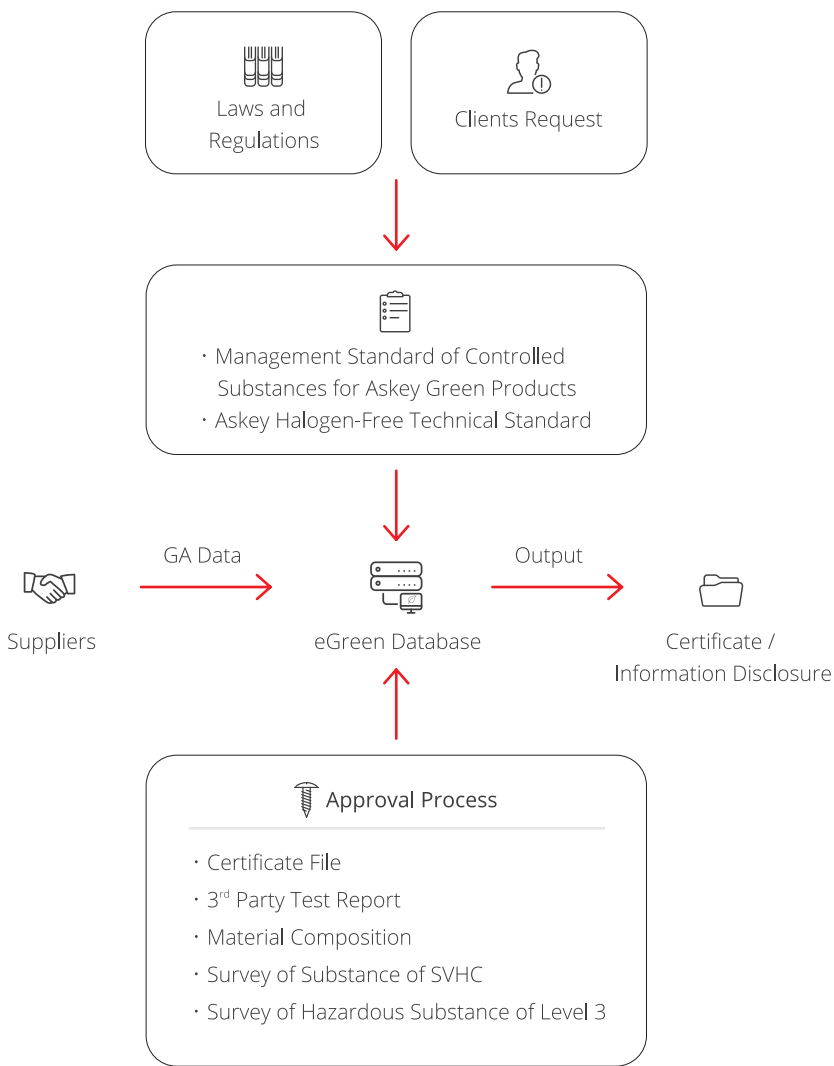 Laws and
Regulations
Clients Request
· Management Standard of Controlled
Substances for Askey Green Products
· Askey Halogen-Free Technical Standard
GA Data
Output
Suppliers
eGreen Database
Certificate /
Information Disclosure
Approval Process
· Certificate File
· 3rd Party Test Report
· Material Composition
· Survey of Substance of SVHC
· Survey of Hazardous Substance of Level 3